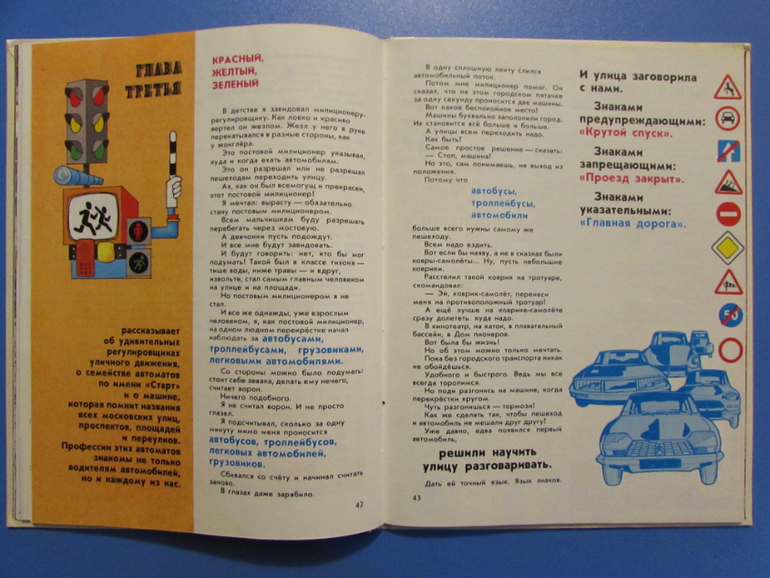 ГЛАВА
ТРЕТЬЯ
рассказывает
об удивительных
регулировщиках
уличного движения,
о семействе автоматов
по имени «Старт»
и о машине,
которая помнит названия
всех московских улиц,
проспектов, площадей
и переулков.
Профессии этих автоматов
знакомы не только
водителям автомобилей,
но и каждому из нас.
КРАСНЫЙ,
ЖЕЛТЫЙ,
ЗЕЛЕНЫЙ
В детстве я завидовал милиционеру-
регулировщику. Как ловко и красиво
вертел он жезлом. Жезл у него в руке
перекатывался в разные стороны, как
у жонглёра.
Это постовой милиционер указывал,
куда и когда ехать автомобилям.
Это он разрешал или не разрешал
пешеходам переходить улицу.
Ах, как он был всемогущ и прекрасен,
этот постовой милиционер!
Я мечтал: вырасту — обязательно
стану постовым милиционером.
Всем мальчишкам буду разрешать
перебегать через мостовую.
А девчонки пусть подождут.
И все мне будут завидовать.
И будут говорить: нет, кто бы мог
подумать! Такой был в классе тихоня —
тише воды, ниже травы — и вдруг,
извольте, стал самым главным человеком
на улице и на площади.
Но постовым милиционером я не
стал.
И все же однажды, уже взрослым
человеком, я, как постовой милиционер,
на одном людном перекрёстке начал
наблюдать за автобусами,
троллейбусами, грузовиками,
легковыми автомобилями.
Со стороны можно было подумать:
стоит себе зевака, делать ему нечего,
считает ворон.
Ничего подобного.
Я не считал ворон. И не просто
глазел.
Я подсчитывал, сколько за одну
минуту мимо меня проносится
автобусов, троллейбусов,
легковых автомобилей,
грузовиков.
Сбивался со счёту и начинал считать
заново.
В глазах даже зарябило.
42
В одну сплошную ленту слился
автомобильный поток.
Потом мне милиционер помог. Он
сказал, что на этом городском пятачке
за одну секунду проносится две машины.
Вот какое беспокойное место!
Машины буквально заполонили город.
Их становится всё больше и больше.
А улицы всем переходить надо.
Как быть!
Самое простое решение — сказать:
— Стоп, машина!
Но это, сам понимаешь, не выход из
положения.
Потому что
автобусы,
троллейбусы,
автомобили
больше всего нужны самому же
пешеходу.
Всем надо ездить.
Вот если бы наяву, а не в сказках были
ковры-самолёты... Ну, пусть небольшие
коврики.
Расстелил такой коврик на тротуаре,
скомандовал:
— Эй, коврик-самолёт, перенеси
меня на противоположный тротуар!
А ещё лучше на коврике-самолёте
сразу долететь куда надо.
В кинотеатр, на каток, в плавательный
бассейн, в Дом пионеров.
Вот была бы жизнь!
Но об этом можно только мечтать.
Пока без городского транспорта никак
не обойдёшься.
Удобного и быстрого. Ведь мы все
всегда торопимся.
Но поди разгонись на машине, когда
перекрёстки кругом.
Чуть разгонишься — тормози!
Как же сделать так, чтобы пешеход
и автомобиль не мешали друг другу!
Уже давно, едва появился первый
автомобиль,
решили научить
улицу разговаривать.
Дать ей точный язык. Язык знаков.
43
И улица заговорила
с нами.
Знаками
предупреждающими:
«Крутой спуск».
Знаками
запрещающими:
«Проезд закрыт».
Знаками
указательными:
«Главная дорога».
50